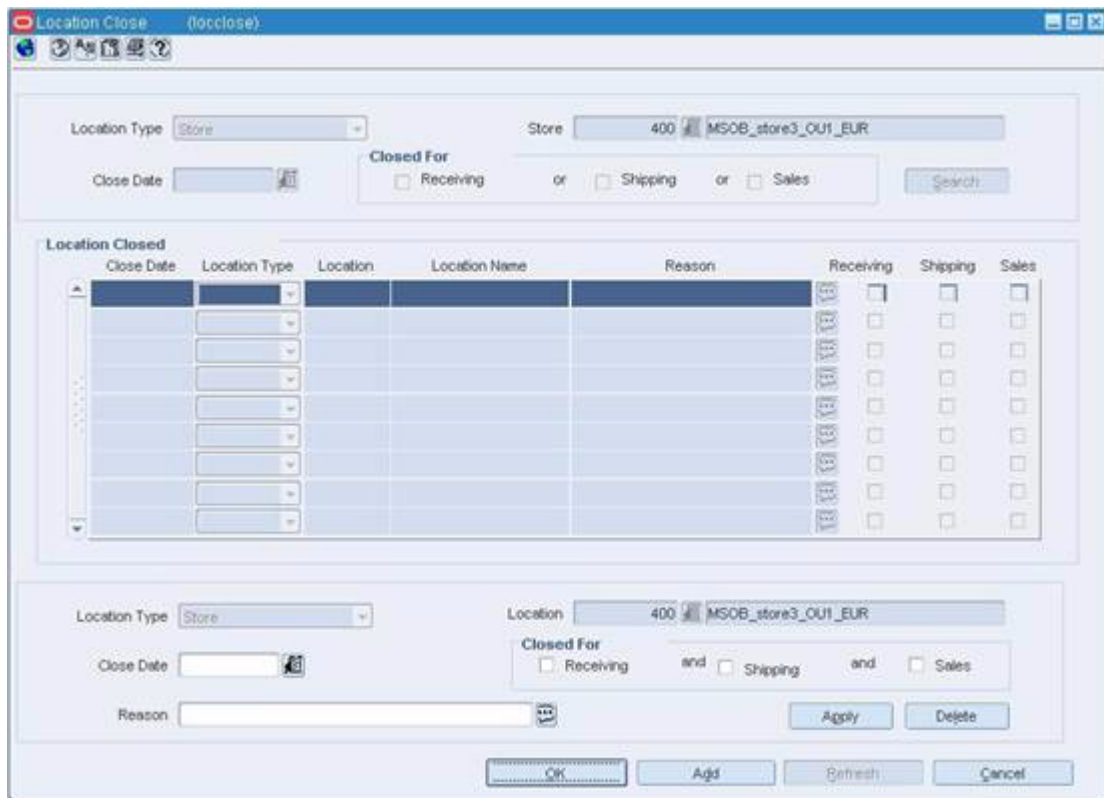 Location Close (locclose)
Location Type Store Store 400 MSOB_store3_OU1_EUR
Closed For
Close Date Receiving or Shipping or Sales Search
Location Closed
Close Date Location Type Location Location Name Reason Receiving Shipping Sales
Location Type Store Location 400 MSOB_store3_OU1_EUR
Closed For
Close Date Receiving and Shipping and Sales
Reason Apply Delete
OK Add Refresh Cancel